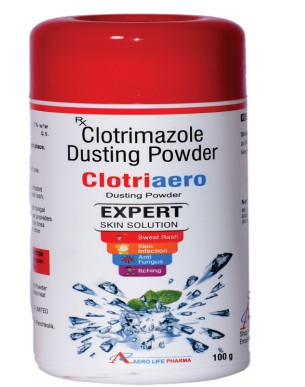 Rx
Clotrimazole
Dusting Powder
Clotriaero
Dusting Powder
EXPERT
SKIN SOLUTION
Sweat Rash
Skin
Infection
Anti
Fungus
Itching
AERO LIFE PHARMA
100 g